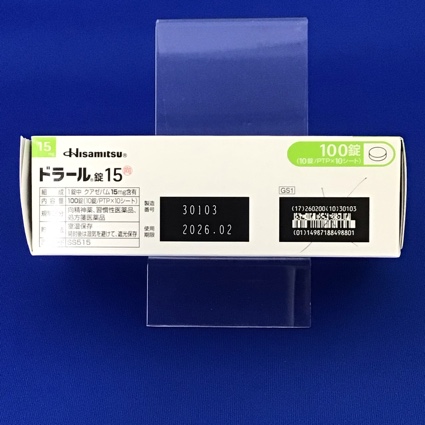 15
mg
Hisamitsu®
ドラール®錠15
100錠
(10錠/PTP×10シート)
組成 1錠中 クアゼパム15mg含有
内容量 100錠(10錠/PTP×10シート)
向精神薬、習慣性医薬品、
処方箋医薬品
室温保存
開封後は湿気を避けて、遮光保存
SS515
製造
番号
30103
使用
期限
2026.02
GS1
(17)260200(10)30103
(01)14987188498801